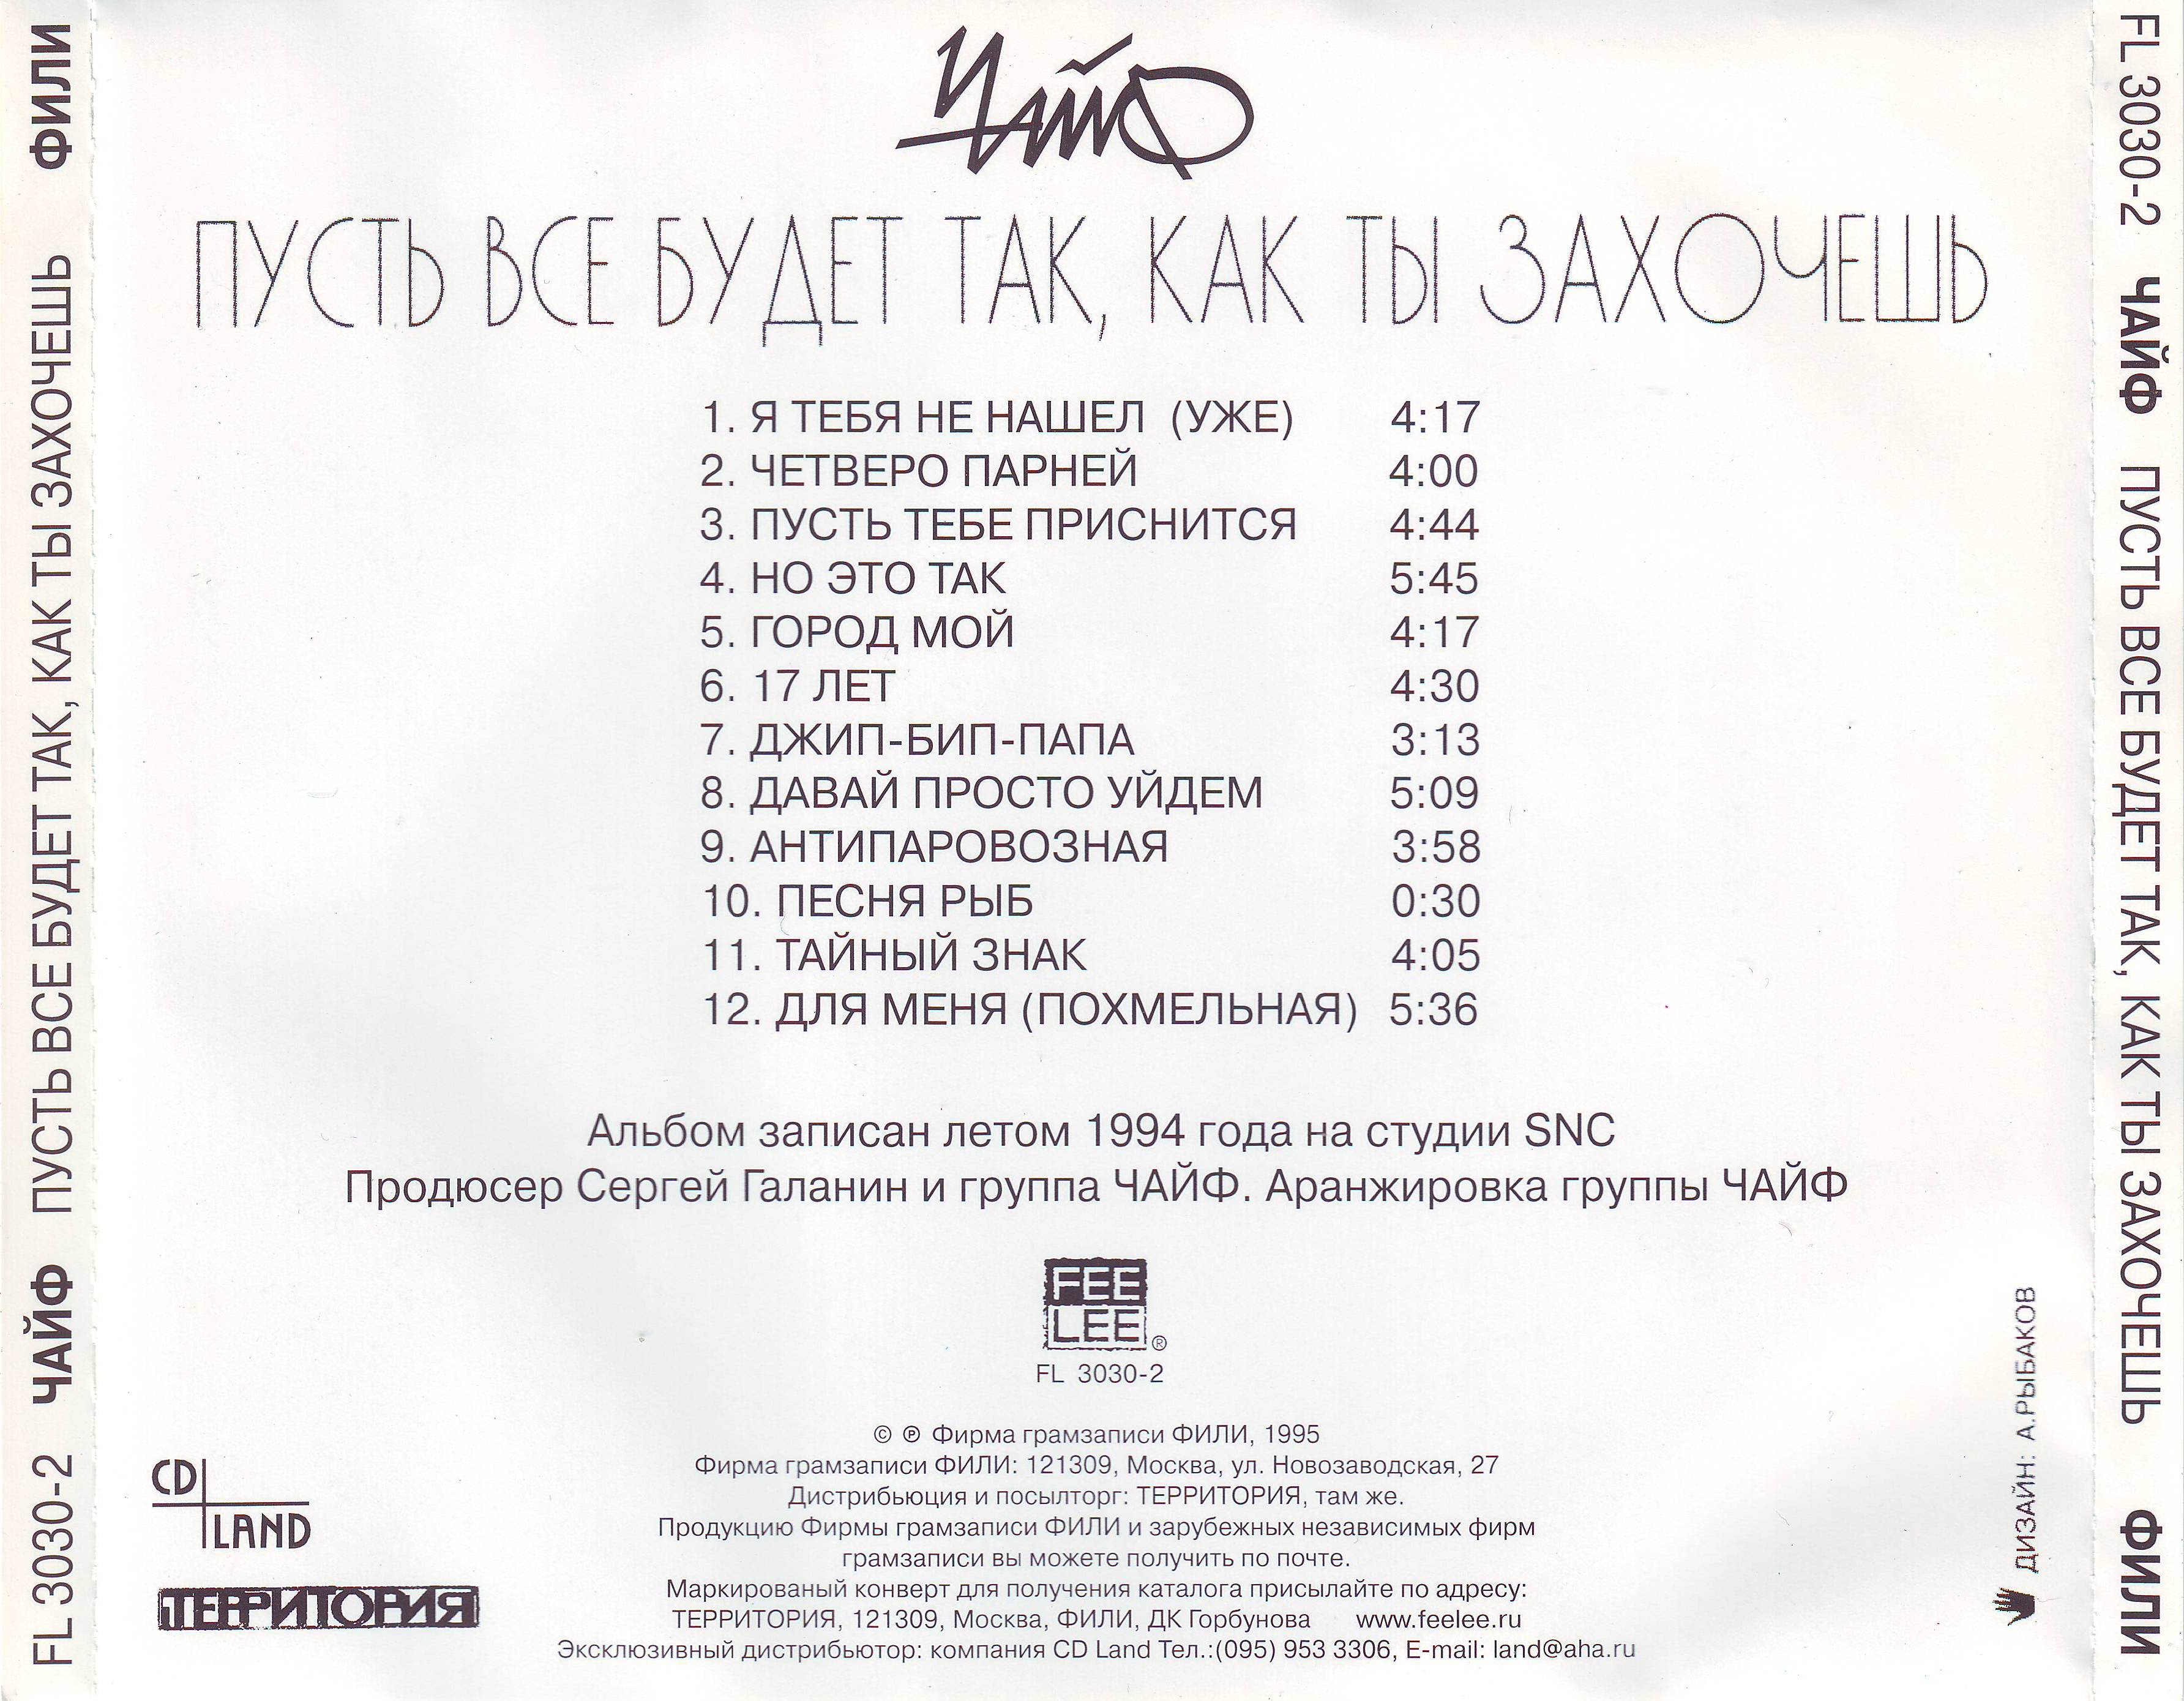 FL 3030-2 ЧАЙФ ПУСТЬ ВСЕ БУДЕТ ТАК, КАК ТЫ ЗАХОЧЕШЬ ФИЛИ
ЧАЙФ
ПУСТЬ ВСЕ БУДЕТ ТАК, КАК ТЫ ЗАХОЧЕШЬ
1. Я ТЕБЯ НЕ НАШЕЛ (УЖЕ) 4:17
2. ЧЕТВЕРО ПАРНЕЙ 4:00
3. ПУСТЬ ТЕБЕ ПРИСНИТСЯ 4:44
4. НО ЭТО ТАК 5:45
5. ГОРОД МОЙ 4:17
6. 17 ЛЕТ 4:30
7. ДЖИП-БИП-ПАПА 3:13
8. ДАВАЙ ПРОСТО УЙДЕМ 5:09
9. АНТИПАРОВОЗНАЯ 3:58
10. ПЕСНЯ РЫБ 0:30
11. ТАЙНЫЙ ЗНАК 4:05
12. ДЛЯ МЕНЯ (ПОХМЕЛЬНАЯ) 5:36
Альбом записан летом 1994 года на студии SNC
Продюсер Сергей Галанин и группа ЧАЙФ. Аранжировка группы ЧАЙФ
FEE
LEE ®
FL 3030-2
© ℗ Фирма грамзаписи ФИЛИ, 1995
Фирма грамзаписи ФИЛИ: 121309, Москва, ул. Новозаводская, 27
Дистрибьюция и посылторг: ТЕРРИТОРИЯ, там же.
Продукцию Фирмы грамзаписи ФИЛИ и зарубежных независимых фирм
грамзаписи вы можете получить по почте.
Маркированый конверт для получения каталога присылайте по адресу:
ТЕРРИТОРИЯ, 121309, Москва, ФИЛИ, ДК Горбунова www.feelee.ru
Эксклюзивный дистрибьютор: компания CD Land Тел.:(095) 953 3306, E-mail: land@aha.ru
CD
LAND
ТЕРРИТОРИЯ
ДИЗАЙН: А.РЫБАКОВ
FL 3030-2 ЧАЙФ ПУСТЬ ВСЕ БУДЕТ ТАК, КАК ТЫ ЗАХОЧЕШЬ ФИЛИ